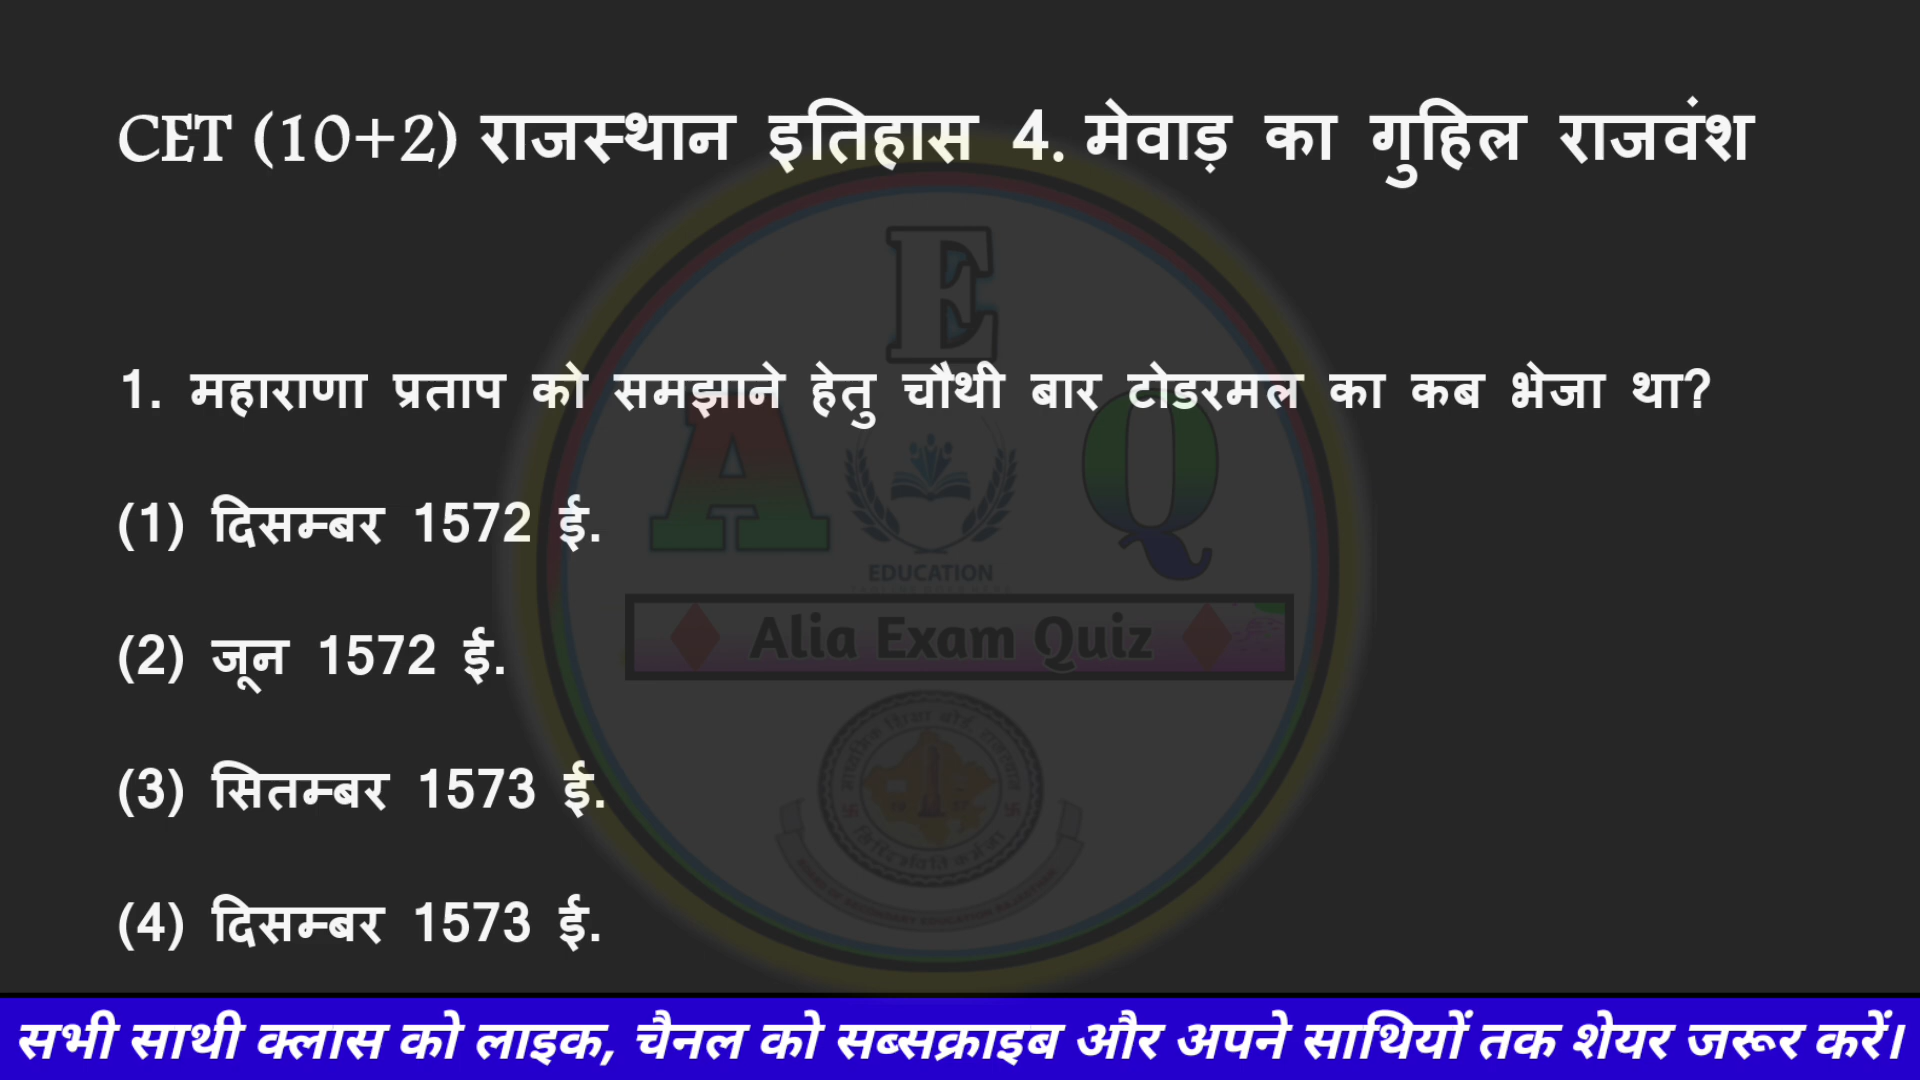 CET (10+2) राजस्थान इतिहास 4. मेवाड़ का गुहिल राजवंश
E
1. महाराणा प्रताप को समझाने हेतु चौथी बार टोडरमल का कब भेजा था?
A Q
(1) दिसम्बर 1572 ई.
EDUCATION
Alia Exam Quiz
(2) जून 1572 ई.
(3) सितम्बर 1573 ई.
(4) दिसम्बर 1573 ई.
सभी साथी क्लास को लाइक, चैनल को सब्सक्राइब और अपने साथियों तक शेयर जरूर करें।